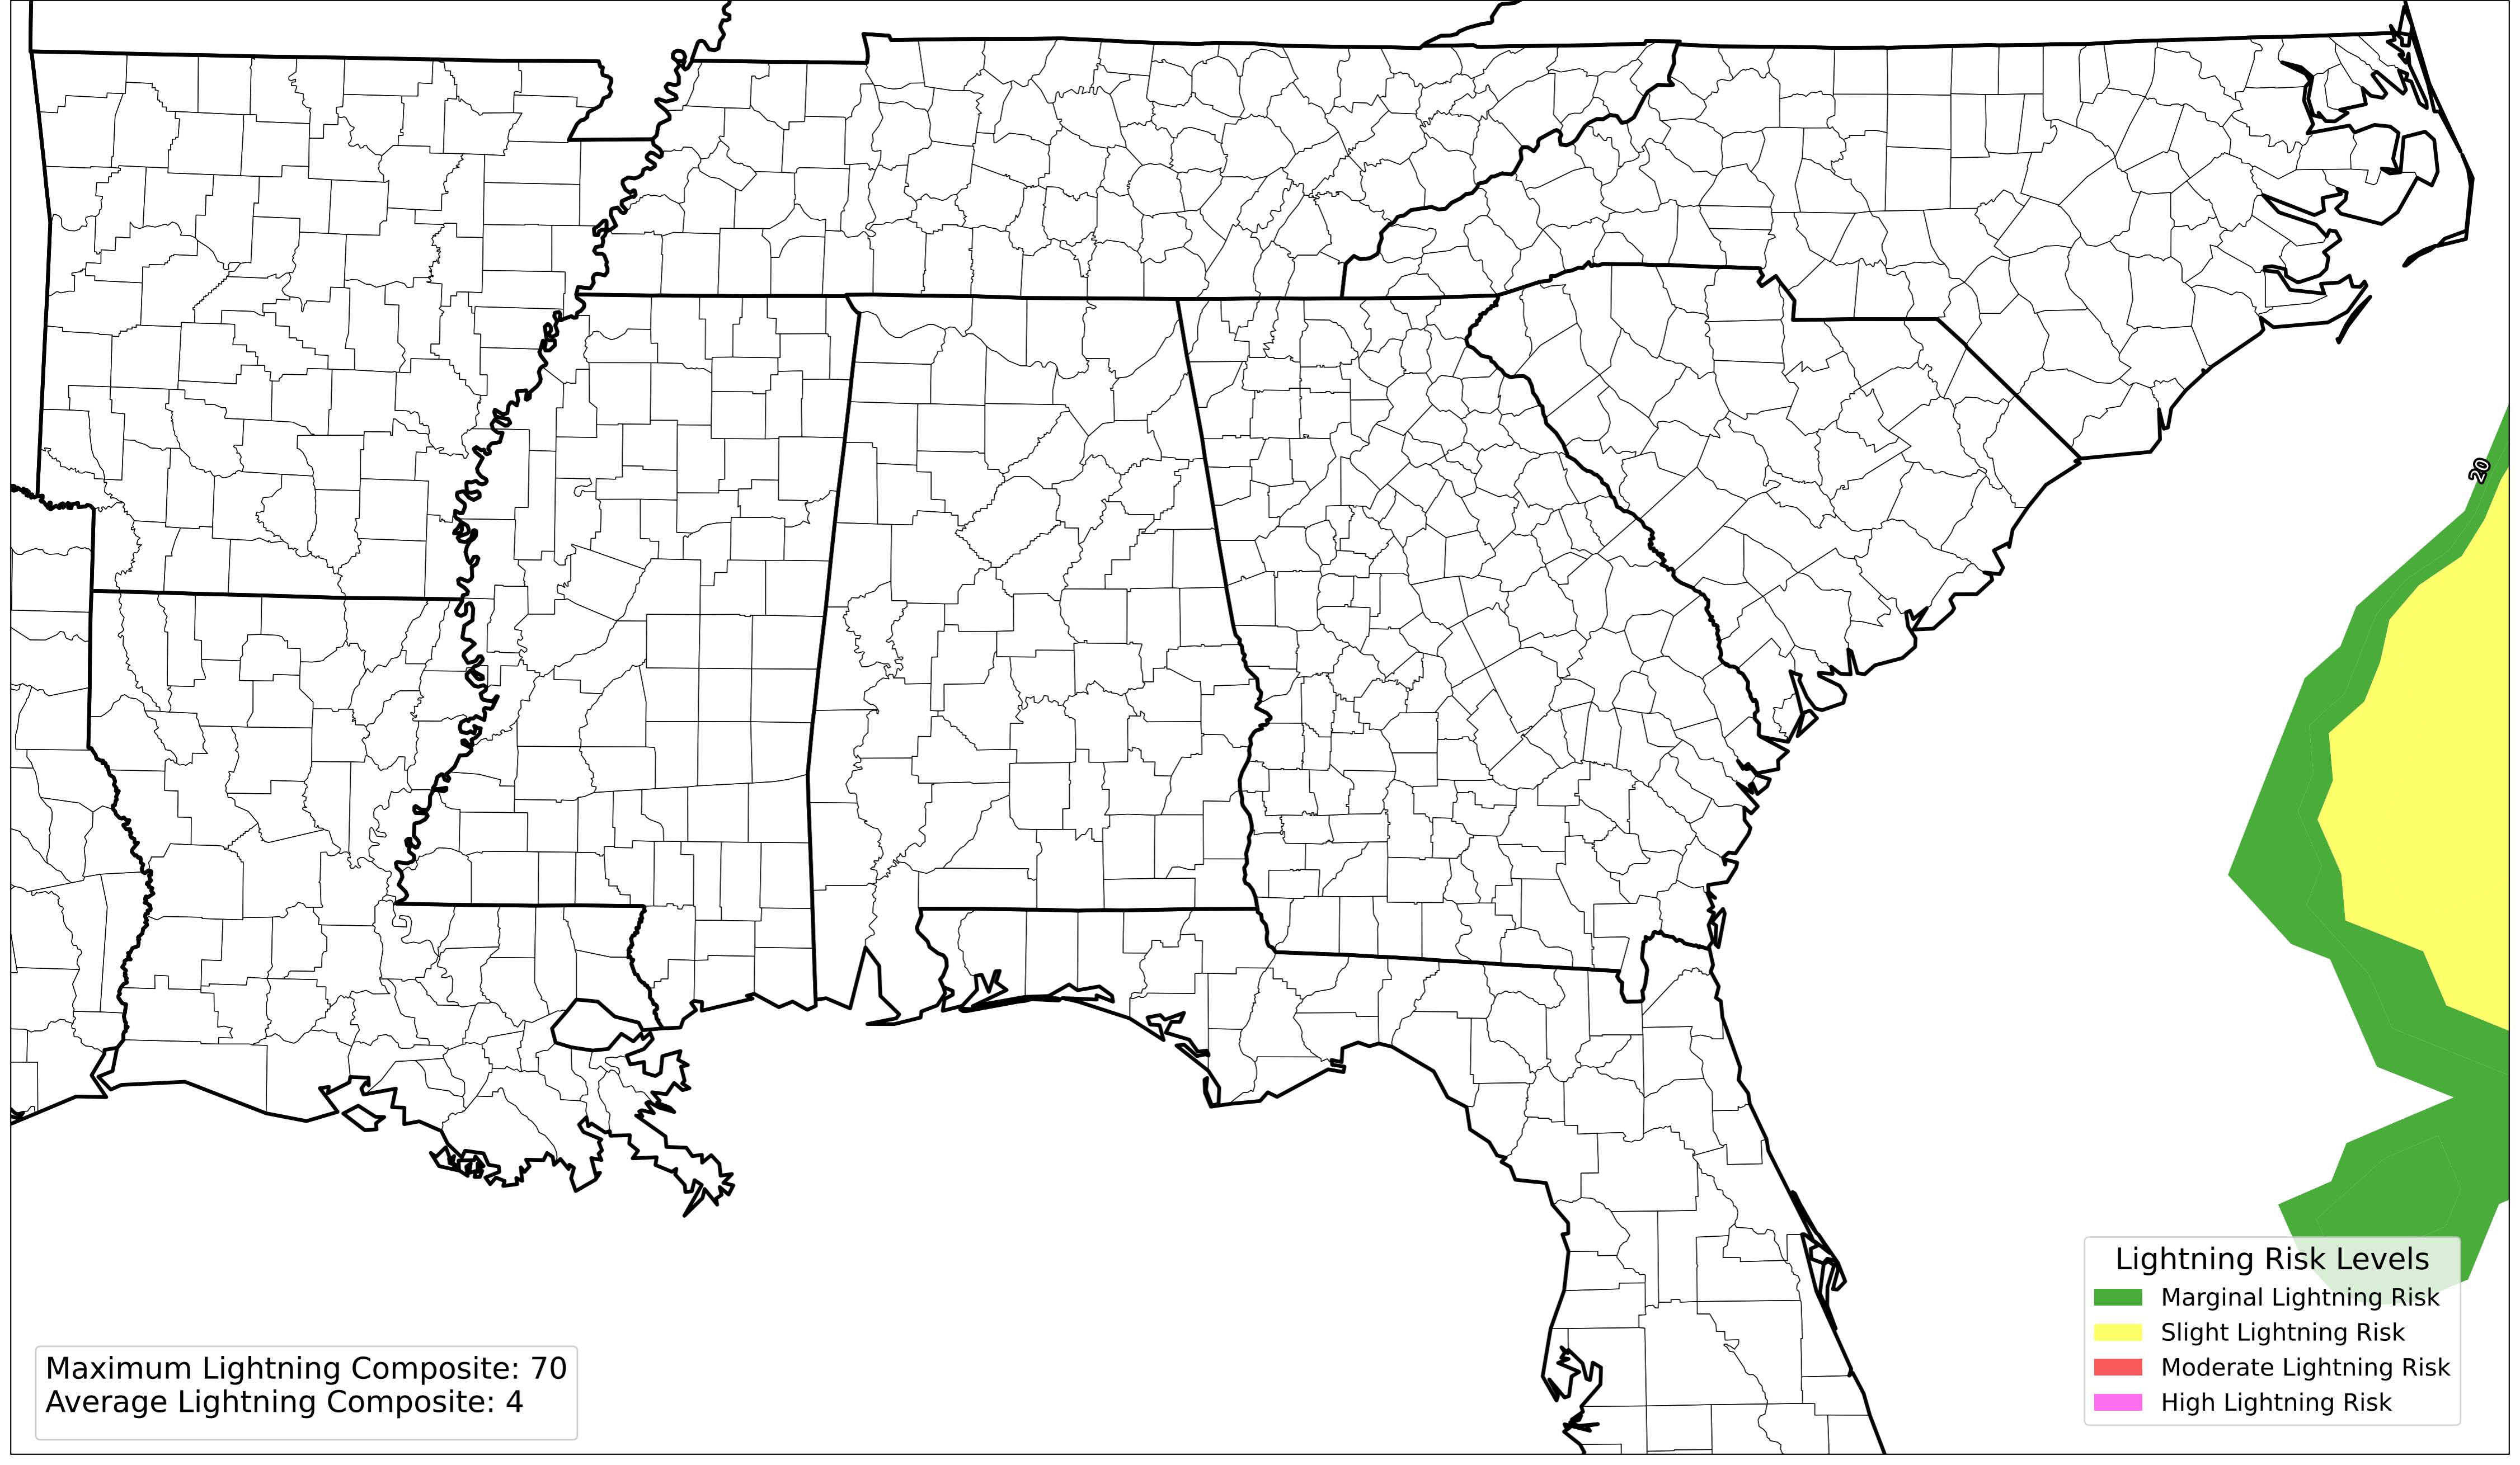 20
Lightning Risk Levels
Marginal Lightning Risk
Slight Lightning Risk
Moderate Lightning Risk
High Lightning Risk
Maximum Lightning Composite: 70
Average Lightning Composite: 4